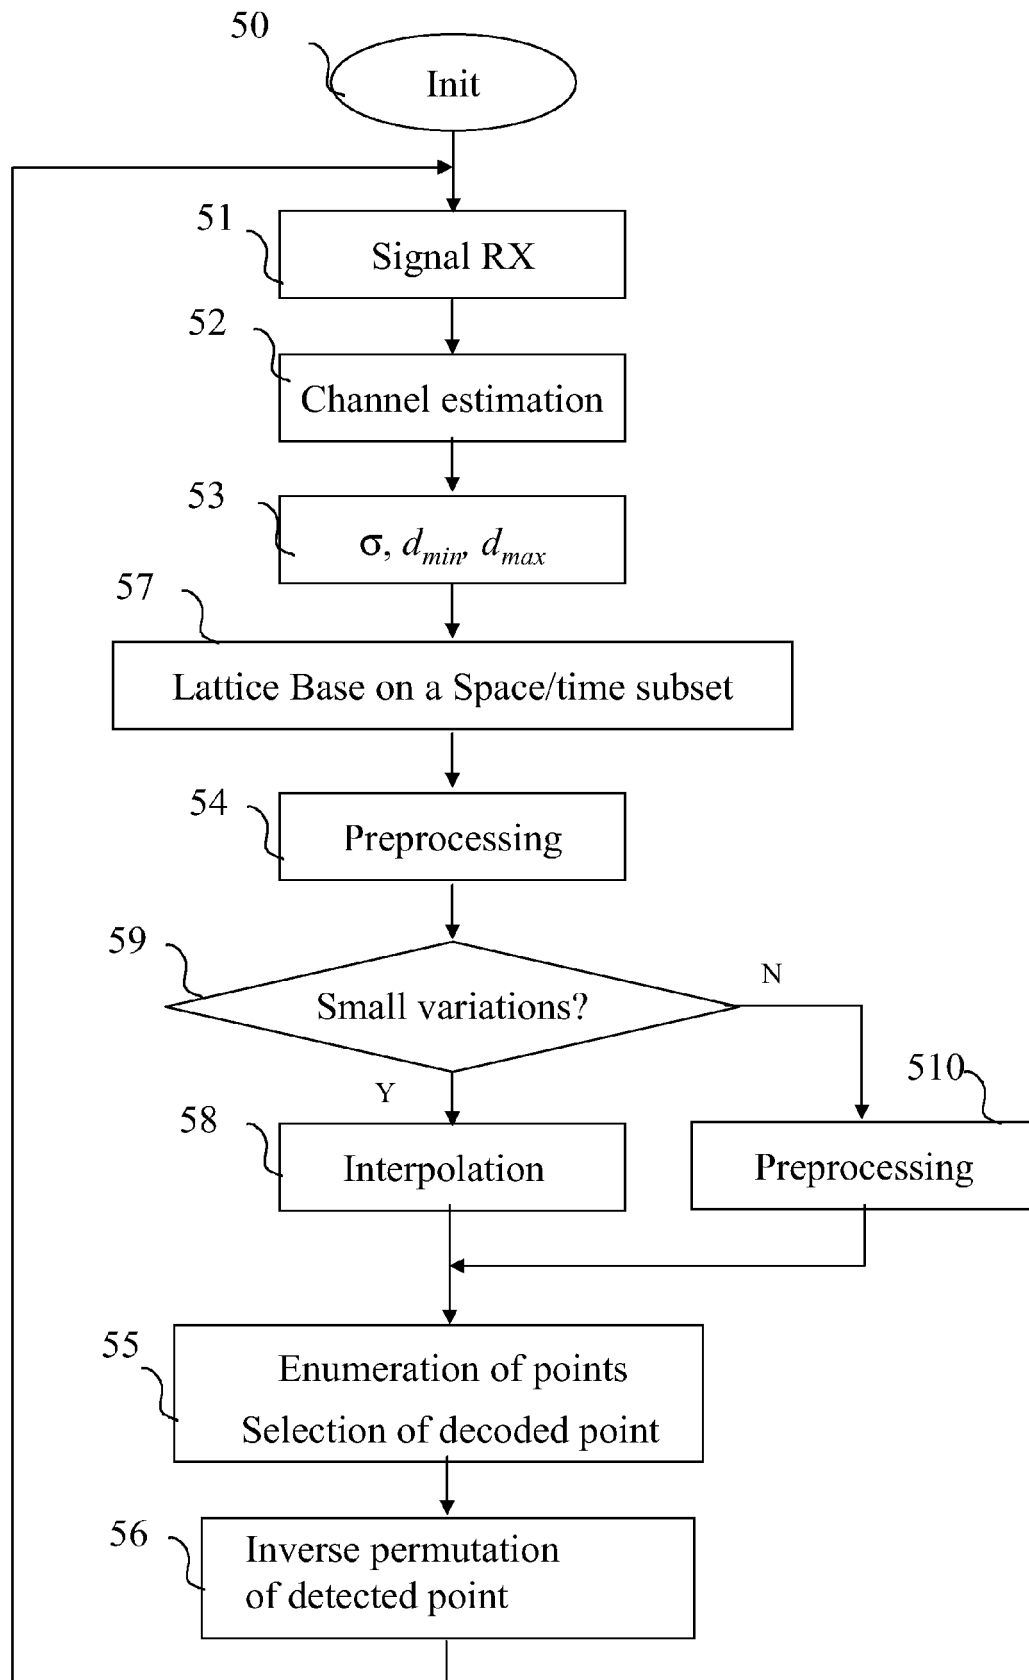 50
Init
51
Signal RX
52
Channel estimation
53
σ, d_min, d_max
57
Lattice Base on a Space/time subset
54
Preprocessing
59
Small variations?
N
Y
510
58
Interpolation
Preprocessing
55
Enumeration of points
Selection of decoded point
56
Inverse permutation
of detected point